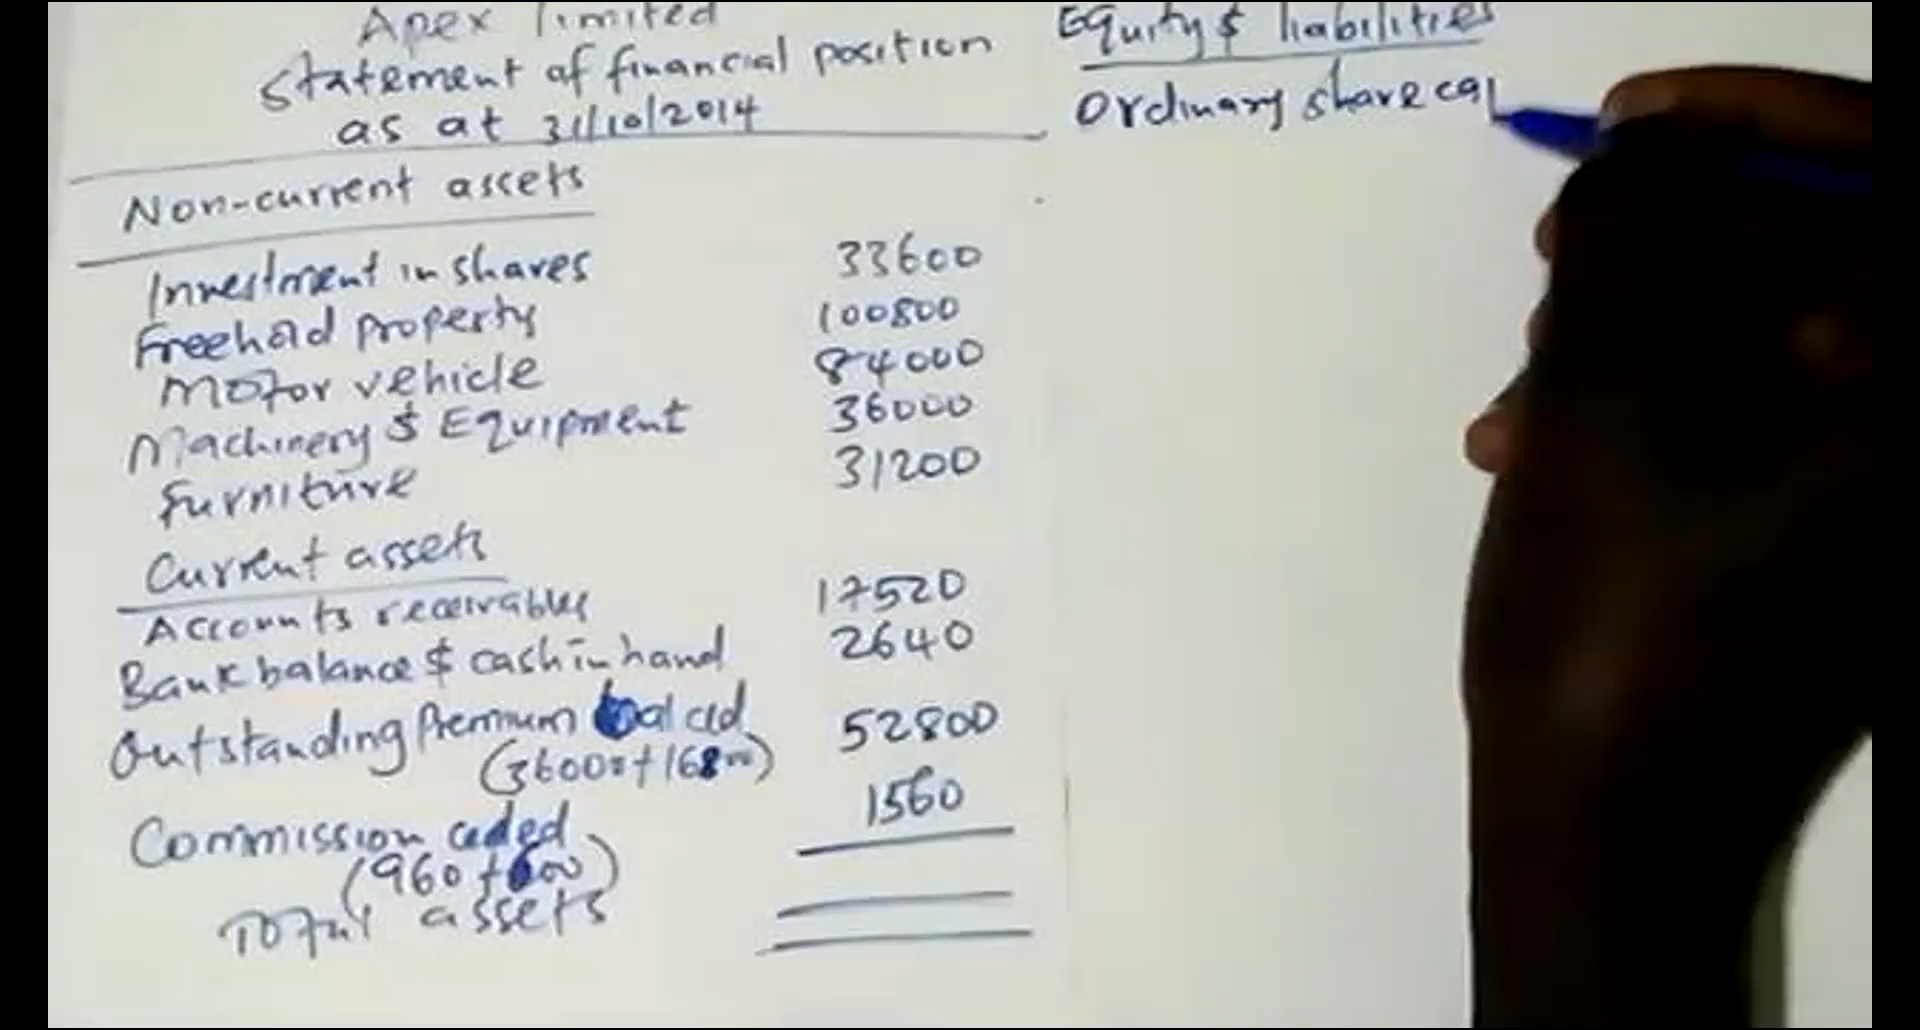 Apex limited
Statement of financial position
as at 31/10/2014
Non-current assets
Investment in shares 33600
Freehold property 100800
Motor vehicle 84000
Machinery & Equipment 36000
Furniture 31200
Current assets
Accounts receivables 17520
Bank balance & cash in hand 2640
Outstanding Premium bal c/d 52800
(36000+16800)
Commission ceded 1560
(960+600)
Total assets
Equity & liabilities
Ordinary share cap